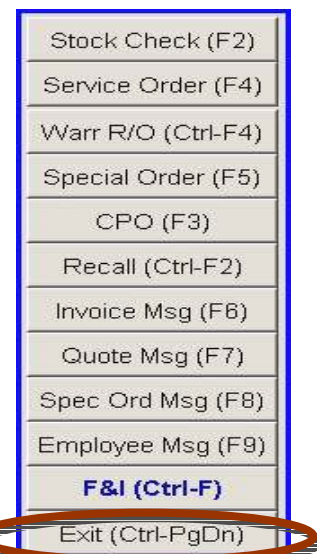 Stock Check (F2)
Service Order (F4)
Warr R/O (Ctrl-F4)
Special Order (F5)
CPO (F3)
Recall (Ctrl-F2)
Invoice Msg (F6)
Quote Msg (F7)
Spec Ord Msg (F8)
Employee Msg (F9)
F&I (Ctrl-F)
Exit (Ctrl-PgDn)